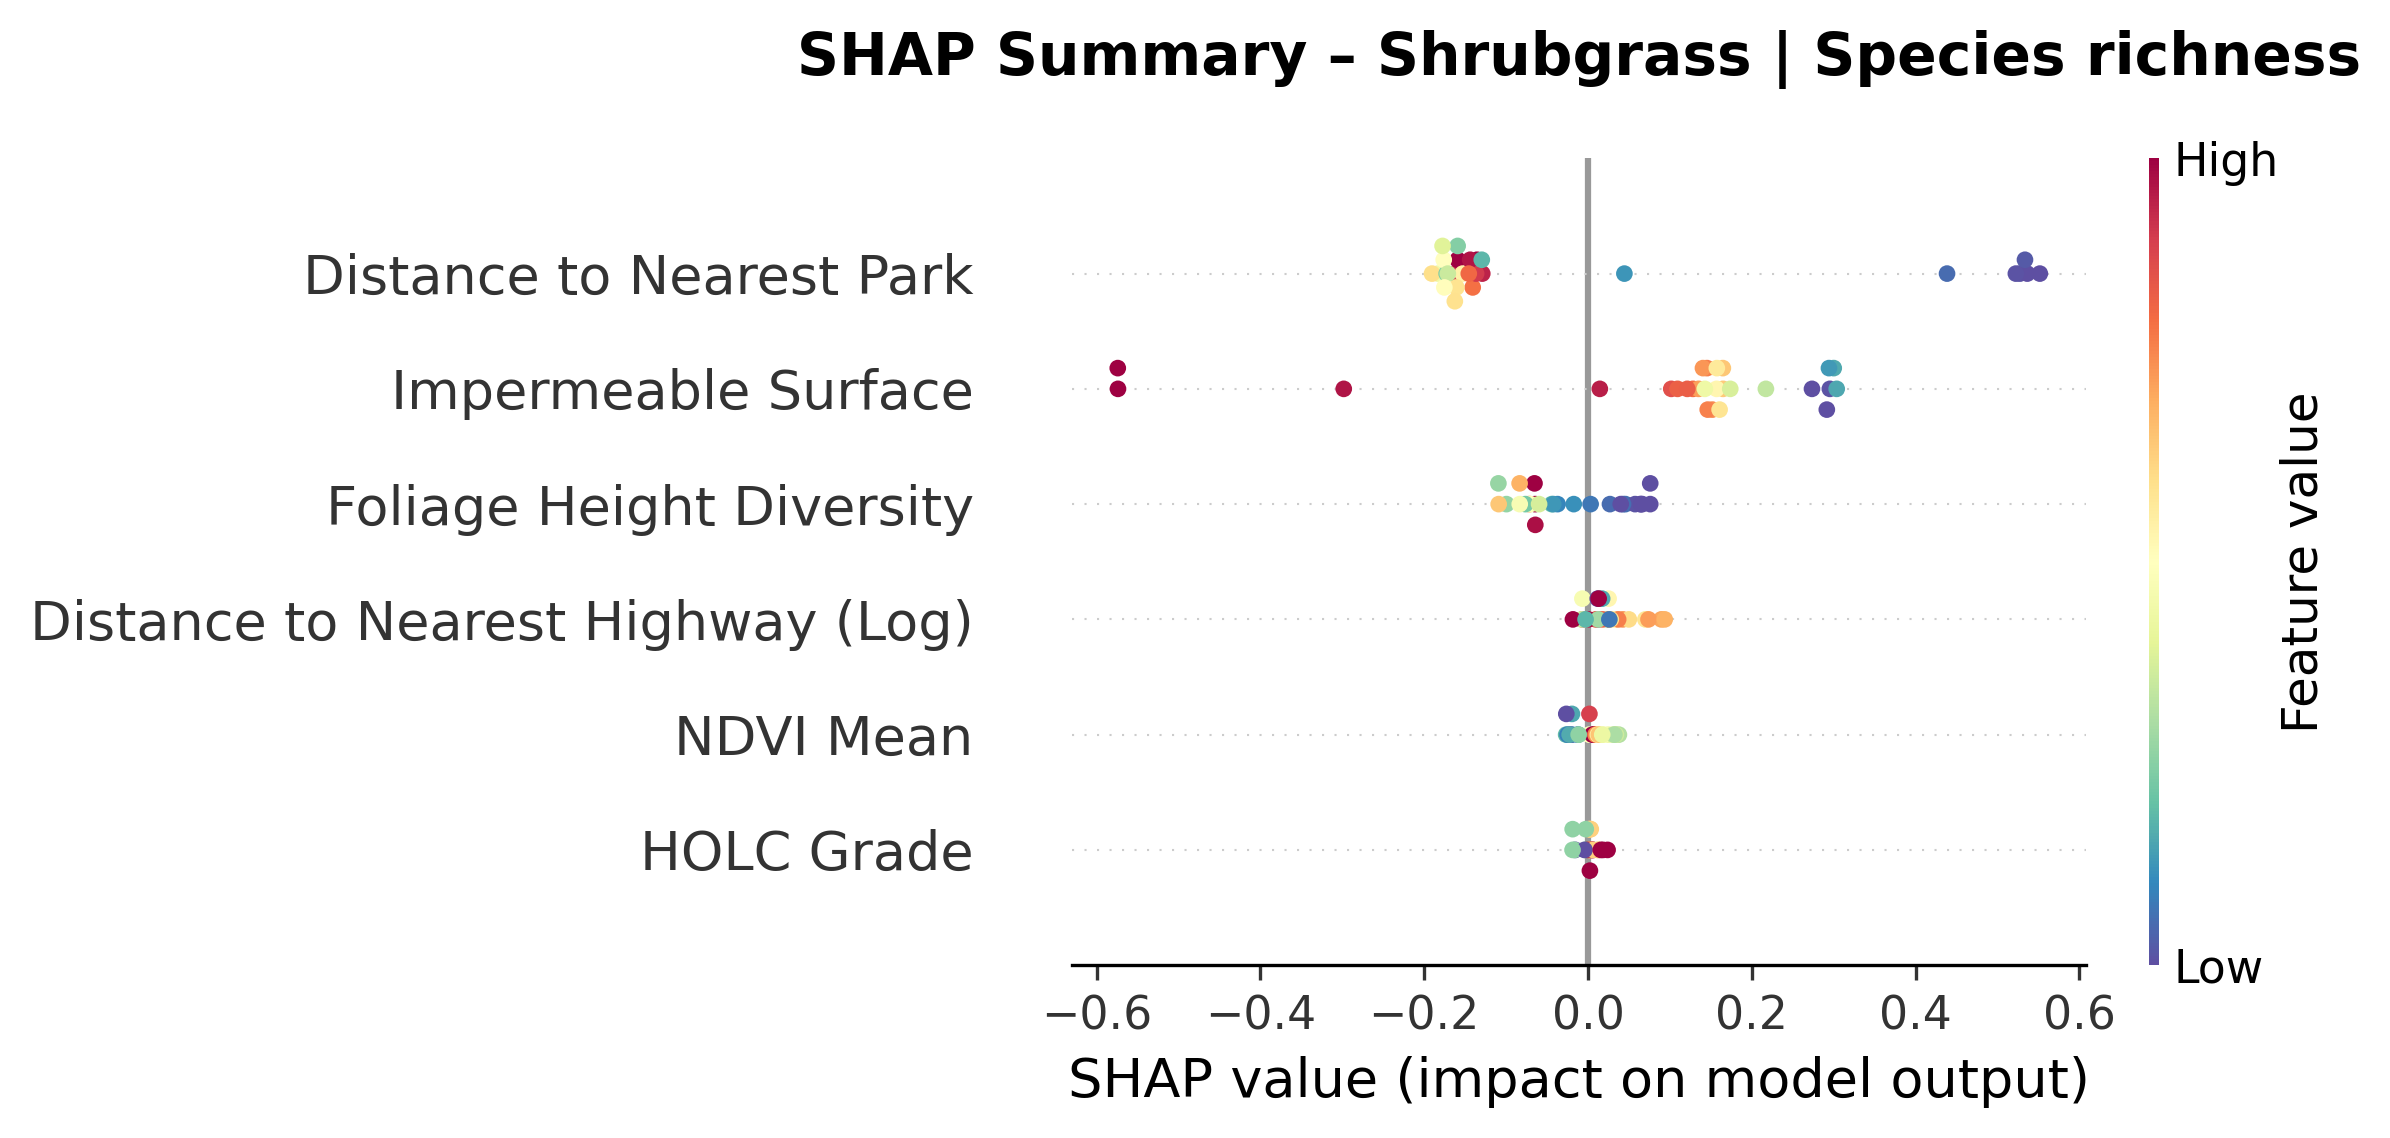 SHAP Summary – Shrubgrass | Species richness
High
Distance to Nearest Park
Impermeable Surface
Foliage Height Diversity
Distance to Nearest Highway (Log)
NDVI Mean
HOLC Grade
Feature value
Low
−0.6 −0.4 −0.2 0.0 0.2 0.4 0.6
SHAP value (impact on model output)